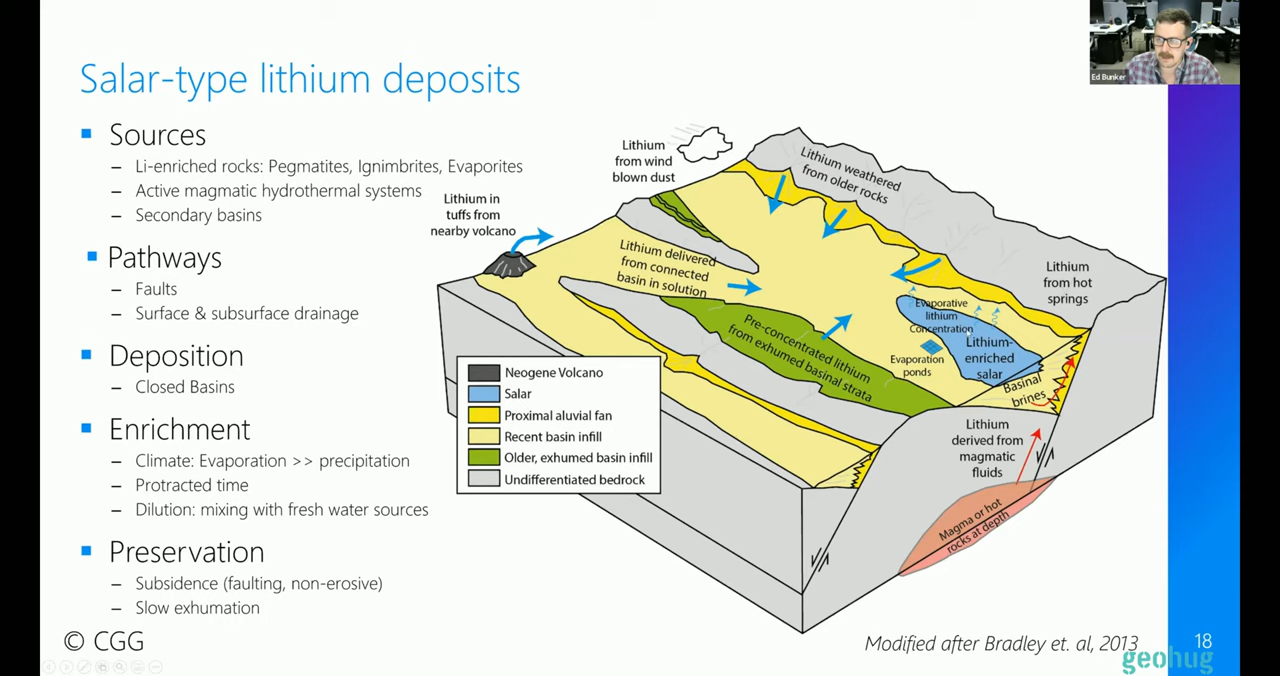 Salar-type lithium deposits
Sources
– Li-enriched rocks: Pegmatites, Ignimbrites, Evaporites
– Active magmatic hydrothermal systems
– Secondary basins
Pathways
– Faults
– Surface & subsurface drainage
Deposition
– Closed Basins
Enrichment
– Climate: Evaporation >> precipitation
– Protracted time
– Dilution: mixing with fresh water sources
Preservation
– Subsidence (faulting, non-erosive)
– Slow exhumation
© CGG
Lithium
from wind
blown dust
Lithium in
tuffs from
nearby volcano
Lithium weathered
from older rocks
Lithium delivered
from connected
basin in solution
Lithium
from hot
springs
Evaporative
lithium
Concentration
Lithium-
enriched
salar
Evaporation
ponds
Pre-concentrated lithium
from exhumed basinal
strata
Basinal
brines
Lithium
derived from
magmatic
fluids
Magma or hot
rocks at depth
Neogene Volcano
Salar
Proximal aluvial fan
Recent basin infill
Older, exhumed basin infill
Undifferentiated bedrock
Modified after Bradley et. al, 2013
18
geohug
Ed Bunker